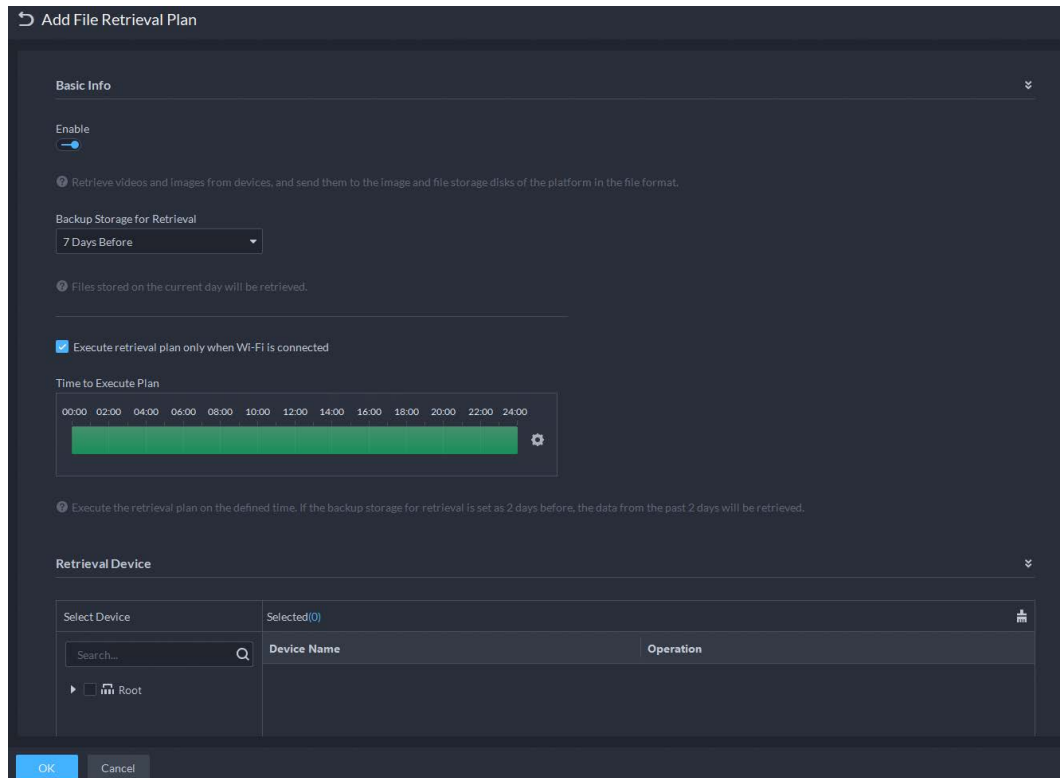 Add File Retrieval Plan
Basic Info
Enable
Retrieve videos and images from devices, and send them to the image and file storage disks of the platform in the file format.
Backup Storage for Retrieval
7 Days Before
Files stored on the current day will be retrieved.
Execute retrieval plan only when Wi-Fi is connected
Time to Execute Plan
00:00 02:00 04:00 06:00 08:00 10:00 12:00 14:00 16:00 18:00 20:00 22:00 24:00
Execute the retrieval plan on the defined time. If the backup storage for retrieval is set as 2 days before, the data from the past 2 days will be retrieved.
Retrieval Device
Select Device Selected(0)
Search... Device Name Operation
Root
OK Cancel